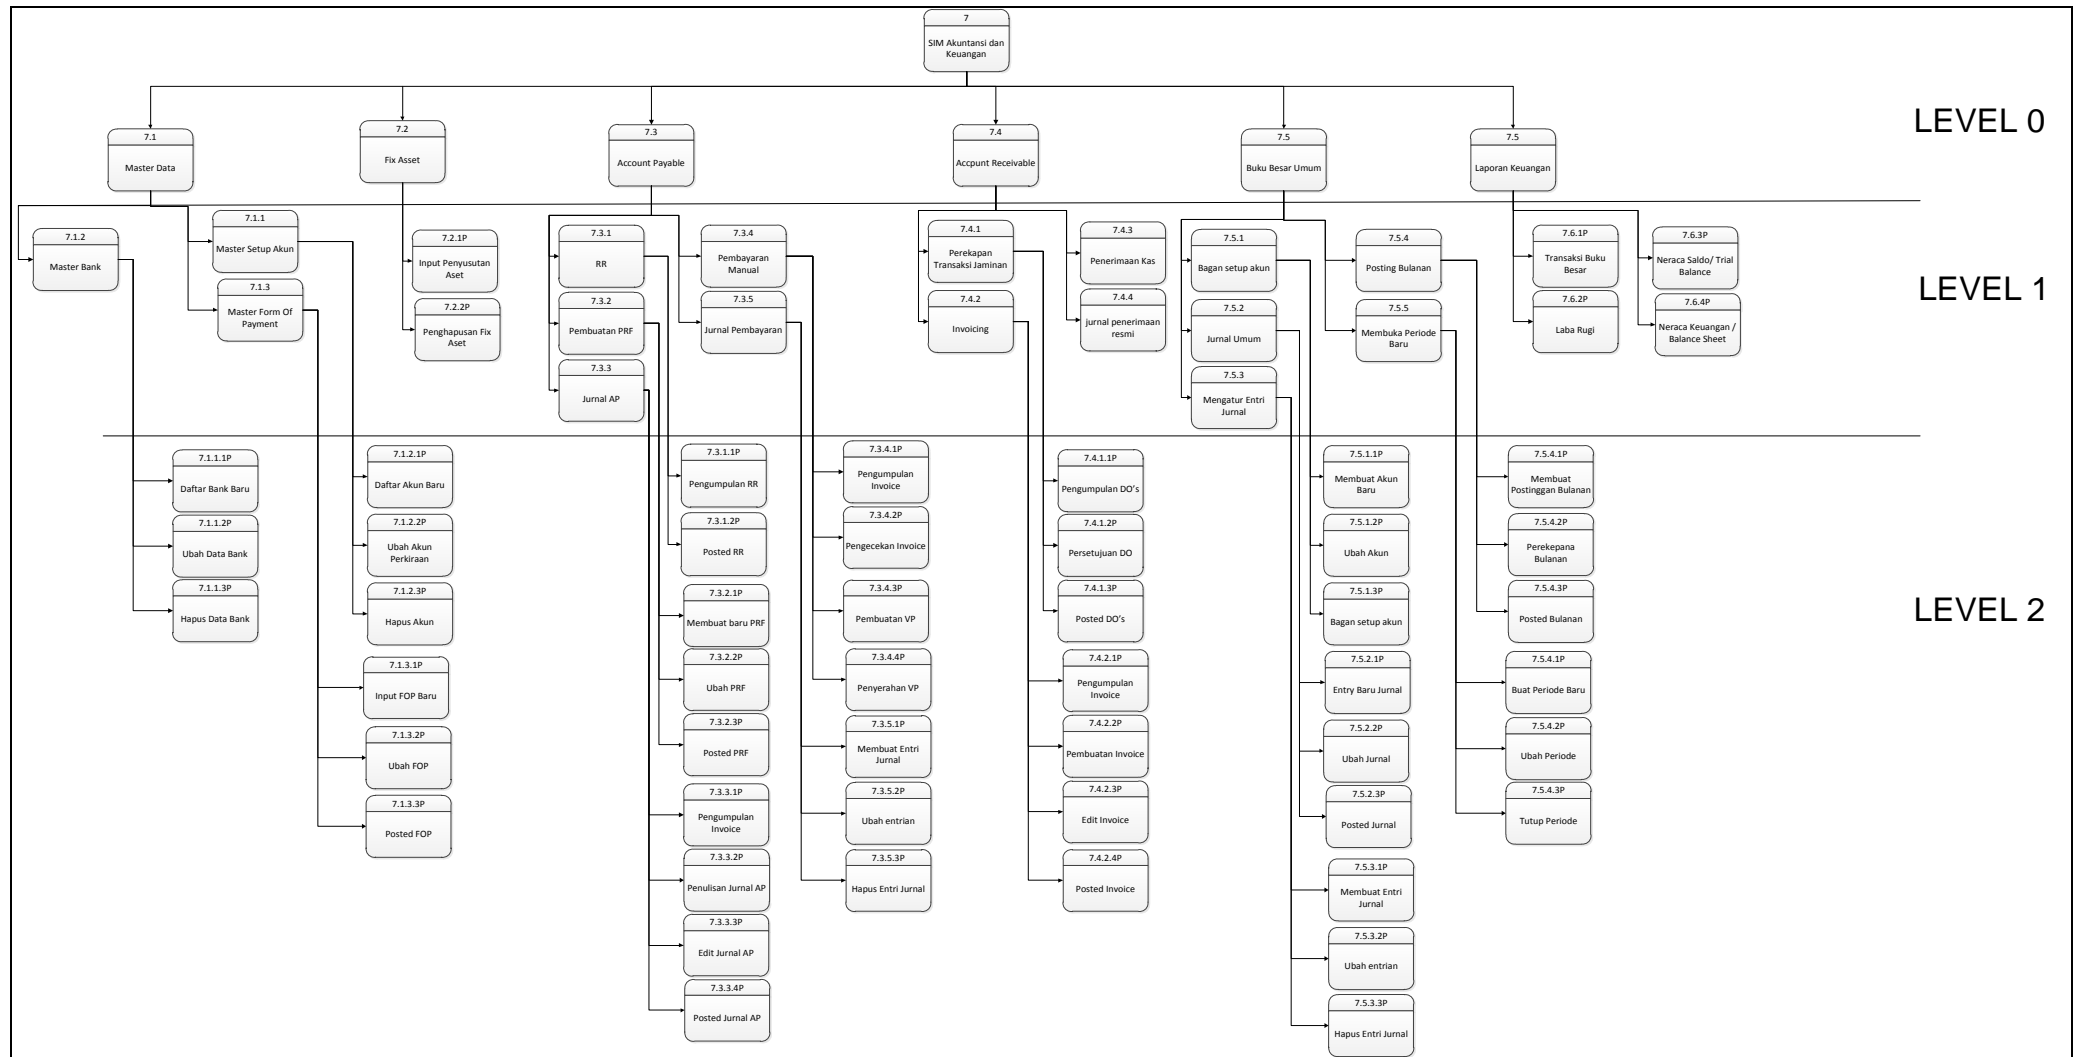 7
SIM Akuntansi dan
Keuangan
LEVEL 0
7.1
Master Data
7.2
Fix Asset
7.3
Account Payable
7.4
Accpunt Receivable
7.5
Buku Besar Umum
7.5
Laporan Keuangan
LEVEL 1
7.1.2
Master Bank
7.1.1
Master Setup Akun
7.1.3
Master Form Of
Payment
7.2.1P
Input Penyusutan
Aset
7.2.2P
Penghapusan Fix
Aset
7.3.1
RR
7.3.2
Pembuatan PRF
7.3.3
Jurnal AP
7.3.4
Pembayaran
Manual
7.3.5
Jurnal Pembayaran
7.4.1
Perekapan
Transaksi Jaminan
7.4.2
Invoicing
7.4.3
Penerimaan Kas
7.4.4
jurnal penerimaan
resmi
7.5.1
Bagan setup akun
7.5.2
Jurnal Umum
7.5.3
Mengatur Entri
Jurnal
7.5.4
Posting Bulanan
7.5.5
Membuka Periode
Baru
7.6.1P
Transaksi Buku
Besar
7.6.2P
Laba Rugi
7.6.3P
Neraca Saldo/ Trial
Balance
7.6.4P
Neraca Keuangan /
Balance Sheet
LEVEL 2
7.1.1.1P
Daftar Bank Baru
7.1.1.2P
Ubah Data Bank
7.1.1.3P
Hapus Data Bank
7.1.2.1P
Daftar Akun Baru
7.1.2.2P
Ubah Akun
Perkiraan
7.1.2.3P
Hapus Akun
7.1.3.1P
Input FOP Baru
7.1.3.2P
Ubah FOP
7.1.3.3P
Posted FOP
7.3.1.1P
Pengumpulan RR
7.3.1.2P
Posted RR
7.3.2.1P
Membuat baru PRF
7.3.2.2P
Ubah PRF
7.3.2.3P
Posted PRF
7.3.3.1P
Pengumpulan
Invoice
7.3.3.2P
Penulisan Jurnal AP
7.3.3.3P
Edit Jurnal AP
7.3.3.4P
Posted Jurnal AP
7.3.4.1P
Pengumpulan
Invoice
7.3.4.2P
Pengecekan Invoice
7.3.4.3P
Pembuatan VP
7.3.4.4P
Penyerahan VP
7.3.5.1P
Membuat Entri
Jurnal
7.3.5.2P
Ubah entrian
7.3.5.3P
Hapus Entri Jurnal
7.4.1.1P
Pengumpulan DO's
7.4.1.2P
Persetujuan DO
7.4.1.3P
Posted DO's
7.4.2.1P
Pengumpulan
Invoice
7.4.2.2P
Pembuatan Invoice
7.4.2.3P
Edit Invoice
7.4.2.4P
Posted Invoice
7.5.1.1P
Membuat Akun
Baru
7.5.1.2P
Ubah Akun
7.5.1.3P
Bagan setup akun
7.5.2.1P
Entry Baru Jurnal
7.5.2.2P
Ubah Jurnal
7.5.2.3P
Posted Jurnal
7.5.3.1P
Membuat Entri
Jurnal
7.5.3.2P
Ubah entrian
7.5.3.3P
Hapus Entri Jurnal
7.5.4.1P
Membuat
Postinggan Bulanan
7.5.4.2P
Perekepana
Bulanan
7.5.4.3P
Posted Bulanan
7.5.4.1P
Buat Periode Baru
7.5.4.2P
Ubah Periode
7.5.4.3P
Tutup Periode